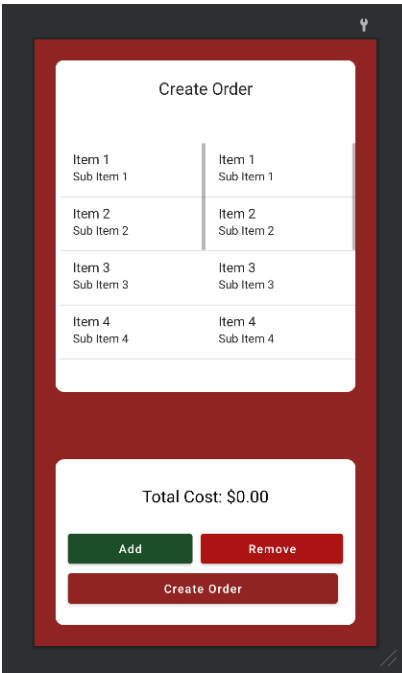 Create Order
Item 1
Sub Item 1
Item 2
Sub Item 2
Item 3
Sub Item 3
Item 4
Sub Item 4
Item 1
Sub Item 1
Item 2
Sub Item 2
Item 3
Sub Item 3
Item 4
Sub Item 4
Total Cost: $0.00
Add
Remove
Create Order